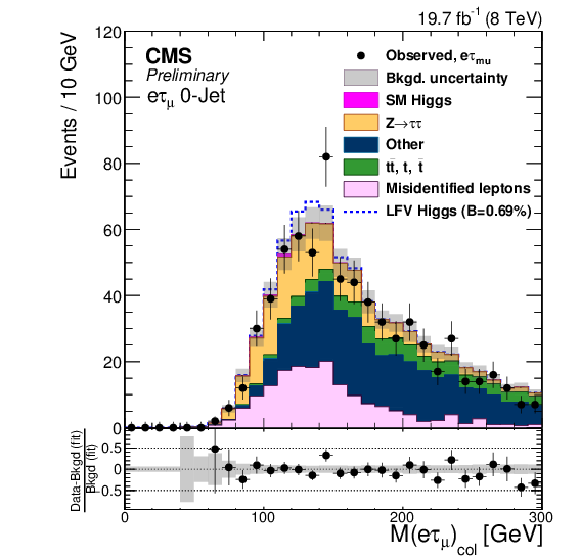 19.7 fb⁻¹ (8 TeV)
Events / 10 GeV
120
100
80
60
40
20
0
CMS
Preliminary
eτμ 0-Jet
Observed, eτmu
Bkgd. uncertainty
SM Higgs
Z→ττ
Other
tt̄, t, t̄
Misidentified leptons
LFV Higgs (B=0.69%)
Data-Bkgd (fit)
Bkgd (fit)
0.5
0
-0.5
0 100 200 300
M(eτμ)col [GeV]